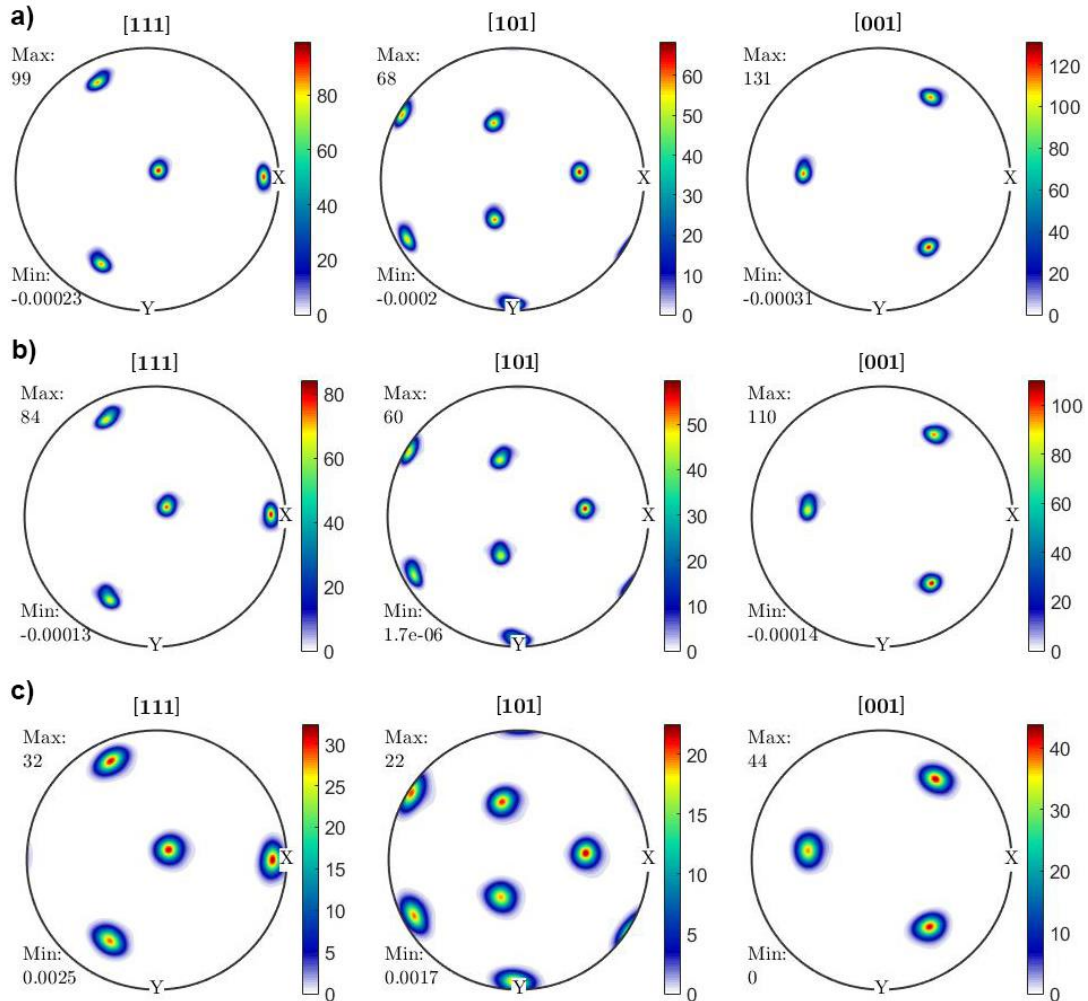 a)
[111]
Max:
99
80
60
40
20
0
X
Y
Min:
-0.00023
[101]
Max:
68
60
50
40
30
20
10
0
X
Y
Min:
-0.0002
[001]
Max:
131
120
100
80
60
40
20
0
X
Y
Min:
-0.00031
b)
[111]
Max:
84
80
60
40
20
0
X
Y
Min:
-0.00013
[101]
Max:
60
50
40
30
20
10
0
X
Y
Min:
1.7e-06
[001]
Max:
110
100
80
60
40
20
0
X
Y
Min:
-0.00014
c)
[111]
Max:
32
30
25
20
15
10
5
0
X
Y
Min:
0.0025
[101]
Max:
22
20
15
10
5
0
X
Y
Min:
0.0017
[001]
Max:
44
40
30
20
10
0
X
Y
Min:
0